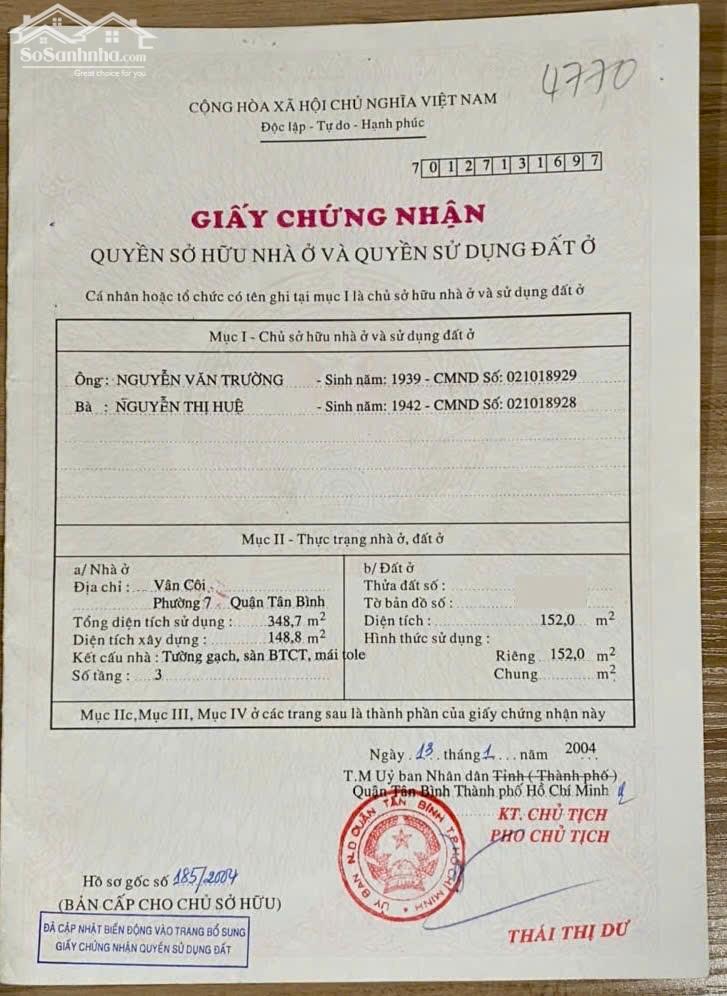 SoSanhnha.com
Great choice for you
4770
CỘNG HÒA XÃ HỘI CHỦ NGHĨA VIỆT NAM
Độc lập - Tự do - Hạnh phúc
7 0 1 2 7 1 3 1 6 9 7
GIẤY CHỨNG NHẬN
QUYỀN SỞ HỮU NHÀ Ở VÀ QUYỀN SỬ DỤNG ĐẤT Ở
Cá nhân hoặc tổ chức có tên ghi tại mục I là chủ sở hữu nhà ở và sử dụng đất ở
Mục I - Chủ sở hữu nhà ở và sử dụng đất ở
Ông : NGUYỄN VĂN TRƯỜNG - Sinh năm: 1939 - CMND Số: 021018929
Bà : NGUYỄN THỊ HUỆ - Sinh năm: 1942 - CMND Số: 021018928
Mục II - Thực trạng nhà ở, đất ở
a/ Nhà ở
Địa chỉ : Vân Côi
Phường 7 Quận Tân Bình
Tổng diện tích sử dụng : 348,7 m²
Diện tích xây dựng : 148,8 m²
Kết cấu nhà : Tường gạch, sàn BTCT, mái tole
Số tầng : 3
b/ Đất ở
Thửa đất số :
Tờ bản đồ số :
Diện tích : 152,0 m²
Hình thức sử dụng :
Riêng 152,0 m²
Chung m²
Mục IIc,Mục III, Mục IV ở các trang sau là thành phần của giấy chứng nhận này
Ngày 13 tháng 1 năm 2004
T.M Uỷ ban Nhân dân Tỉnh ( Thành phố )
Quận Tân Bình Thành phố Hồ Chí Minh
KT. CHỦ TỊCH
PHÓ CHỦ TỊCH
ỦY BAN N.D QUẬN TÂN BÌNH T.P HỒ CHÍ MINH
THÁI THỊ DƯ
Hồ sơ gốc số 185/2004
(BẢN CẤP CHO CHỦ SỞ HỮU)
ĐÃ CẬP NHẬT BIẾN ĐỘNG VÀO TRANG BỔ SUNG
GIẤY CHỨNG NHẬN QUYỀN SỬ DỤNG ĐẤT